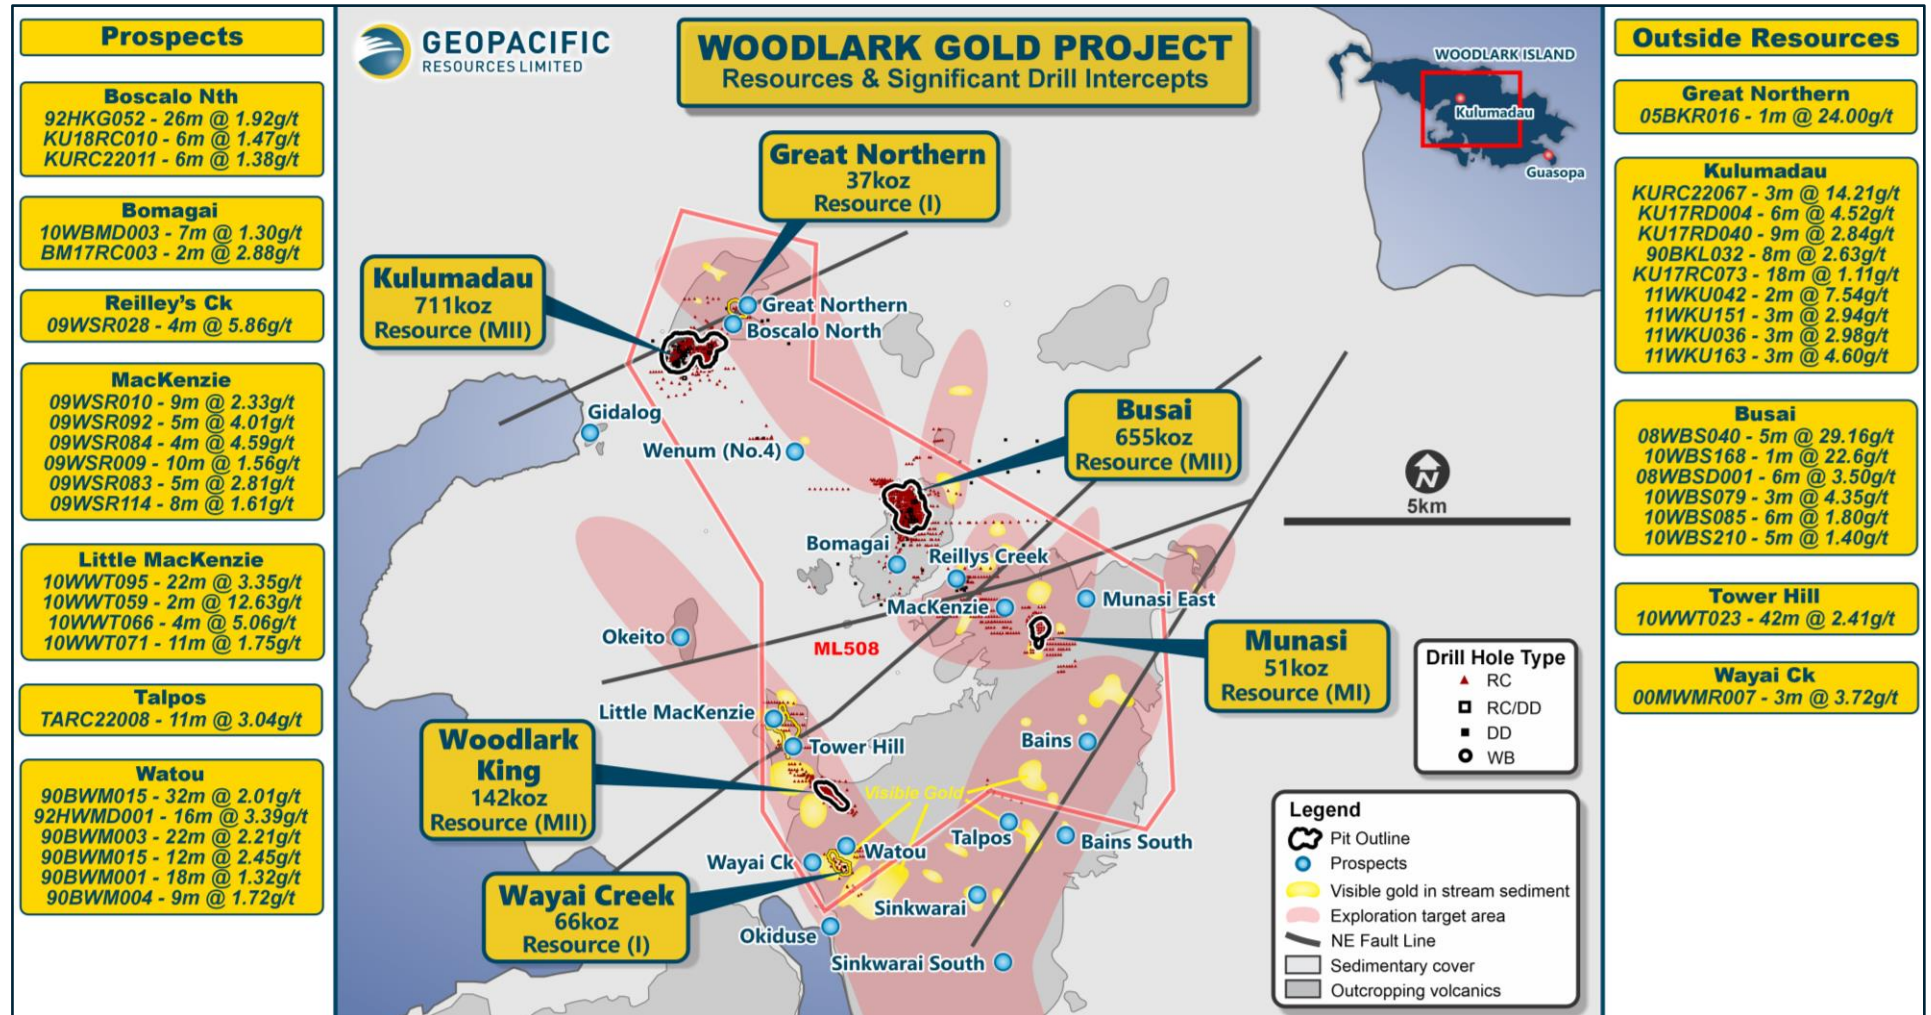 Prospects
Boscalo Nth
92HKG052 - 26m @ 1.92g/t
KU18RC010 - 6m @ 1.47g/t
KURC22011 - 6m @ 1.38g/t
Bomagai
10WBMD003 - 7m @ 1.30g/t
BM17RC003 - 2m @ 2.88g/t
Reilley's Ck
09WSR028 - 4m @ 5.86g/t
MacKenzie
09WSR010 - 9m @ 2.33g/t
09WSR092 - 5m @ 4.01g/t
09WSR084 - 4m @ 4.59g/t
09WSR009 - 10m @ 1.56g/t
09WSR083 - 5m @ 2.81g/t
09WSR114 - 8m @ 1.61g/t
Little MacKenzie
10WWT095 - 22m @ 3.35g/t
10WWT059 - 2m @ 12.63g/t
10WWT066 - 4m @ 5.06g/t
10WWT071 - 11m @ 1.75g/t
Talpos
TARC22008 - 11m @ 3.04g/t
Watou
90BWM015 - 32m @ 2.01g/t
92HWMD001 - 16m @ 3.39g/t
90BWM003 - 22m @ 2.21g/t
90BWM015 - 12m @ 2.45g/t
90BWM001 - 18m @ 1.32g/t
90BWM004 - 9m @ 1.72g/t
GEOPACIFIC
RESOURCES LIMITED
WOODLARK GOLD PROJECT
Resources & Significant Drill Intercepts
WOODLARK ISLAND
Kulumadau
Guasopa
Great Northern
37koz
Resource (I)
Kulumadau
711koz
Resource (MII)
Great Northern
Boscalo North
Gidalog
Wenum (No.4)
Busai
655koz
Resource (MII)
N
5km
Bomagai
Reillys Creek
MacKenzie
Munasi East
Okeito
ML508
Munasi
51koz
Resource (MI)
Little MacKenzie
Tower Hill
Bains
Woodlark
King
142koz
Resource (MII)
Visible Gold
Talpos
Bains South
Watou
Wayai Ck
Wayai Creek
66koz
Resource (I)
Sinkwarai
Okiduse
Sinkwarai South
Drill Hole Type
RC
RC/DD
DD
WB
Legend
Pit Outline
Prospects
Visible gold in stream sediment
Exploration target area
NE Fault Line
Sedimentary cover
Outcropping volcanics
Outside Resources
Great Northern
05BKR016 - 1m @ 24.00g/t
Kulumadau
KURC22067 - 3m @ 14.21g/t
KU17RD004 - 6m @ 4.52g/t
KU17RD040 - 9m @ 2.84g/t
90BKL032 - 8m @ 2.63g/t
KU17RC073 - 18m @ 1.11g/t
11WKU042 - 2m @ 7.54g/t
11WKU151 - 3m @ 2.94g/t
11WKU036 - 3m @ 2.98g/t
11WKU163 - 3m @ 4.60g/t
Busai
08WBS040 - 5m @ 29.16g/t
10WBS168 - 1m @ 22.6g/t
08WBSD001 - 6m @ 3.50g/t
10WBS079 - 3m @ 4.35g/t
10WBS085 - 6m @ 1.80g/t
10WBS210 - 5m @ 1.40g/t
Tower Hill
10WWT023 - 42m @ 2.41g/t
Wayai Ck
00MWMR007 - 3m @ 3.72g/t